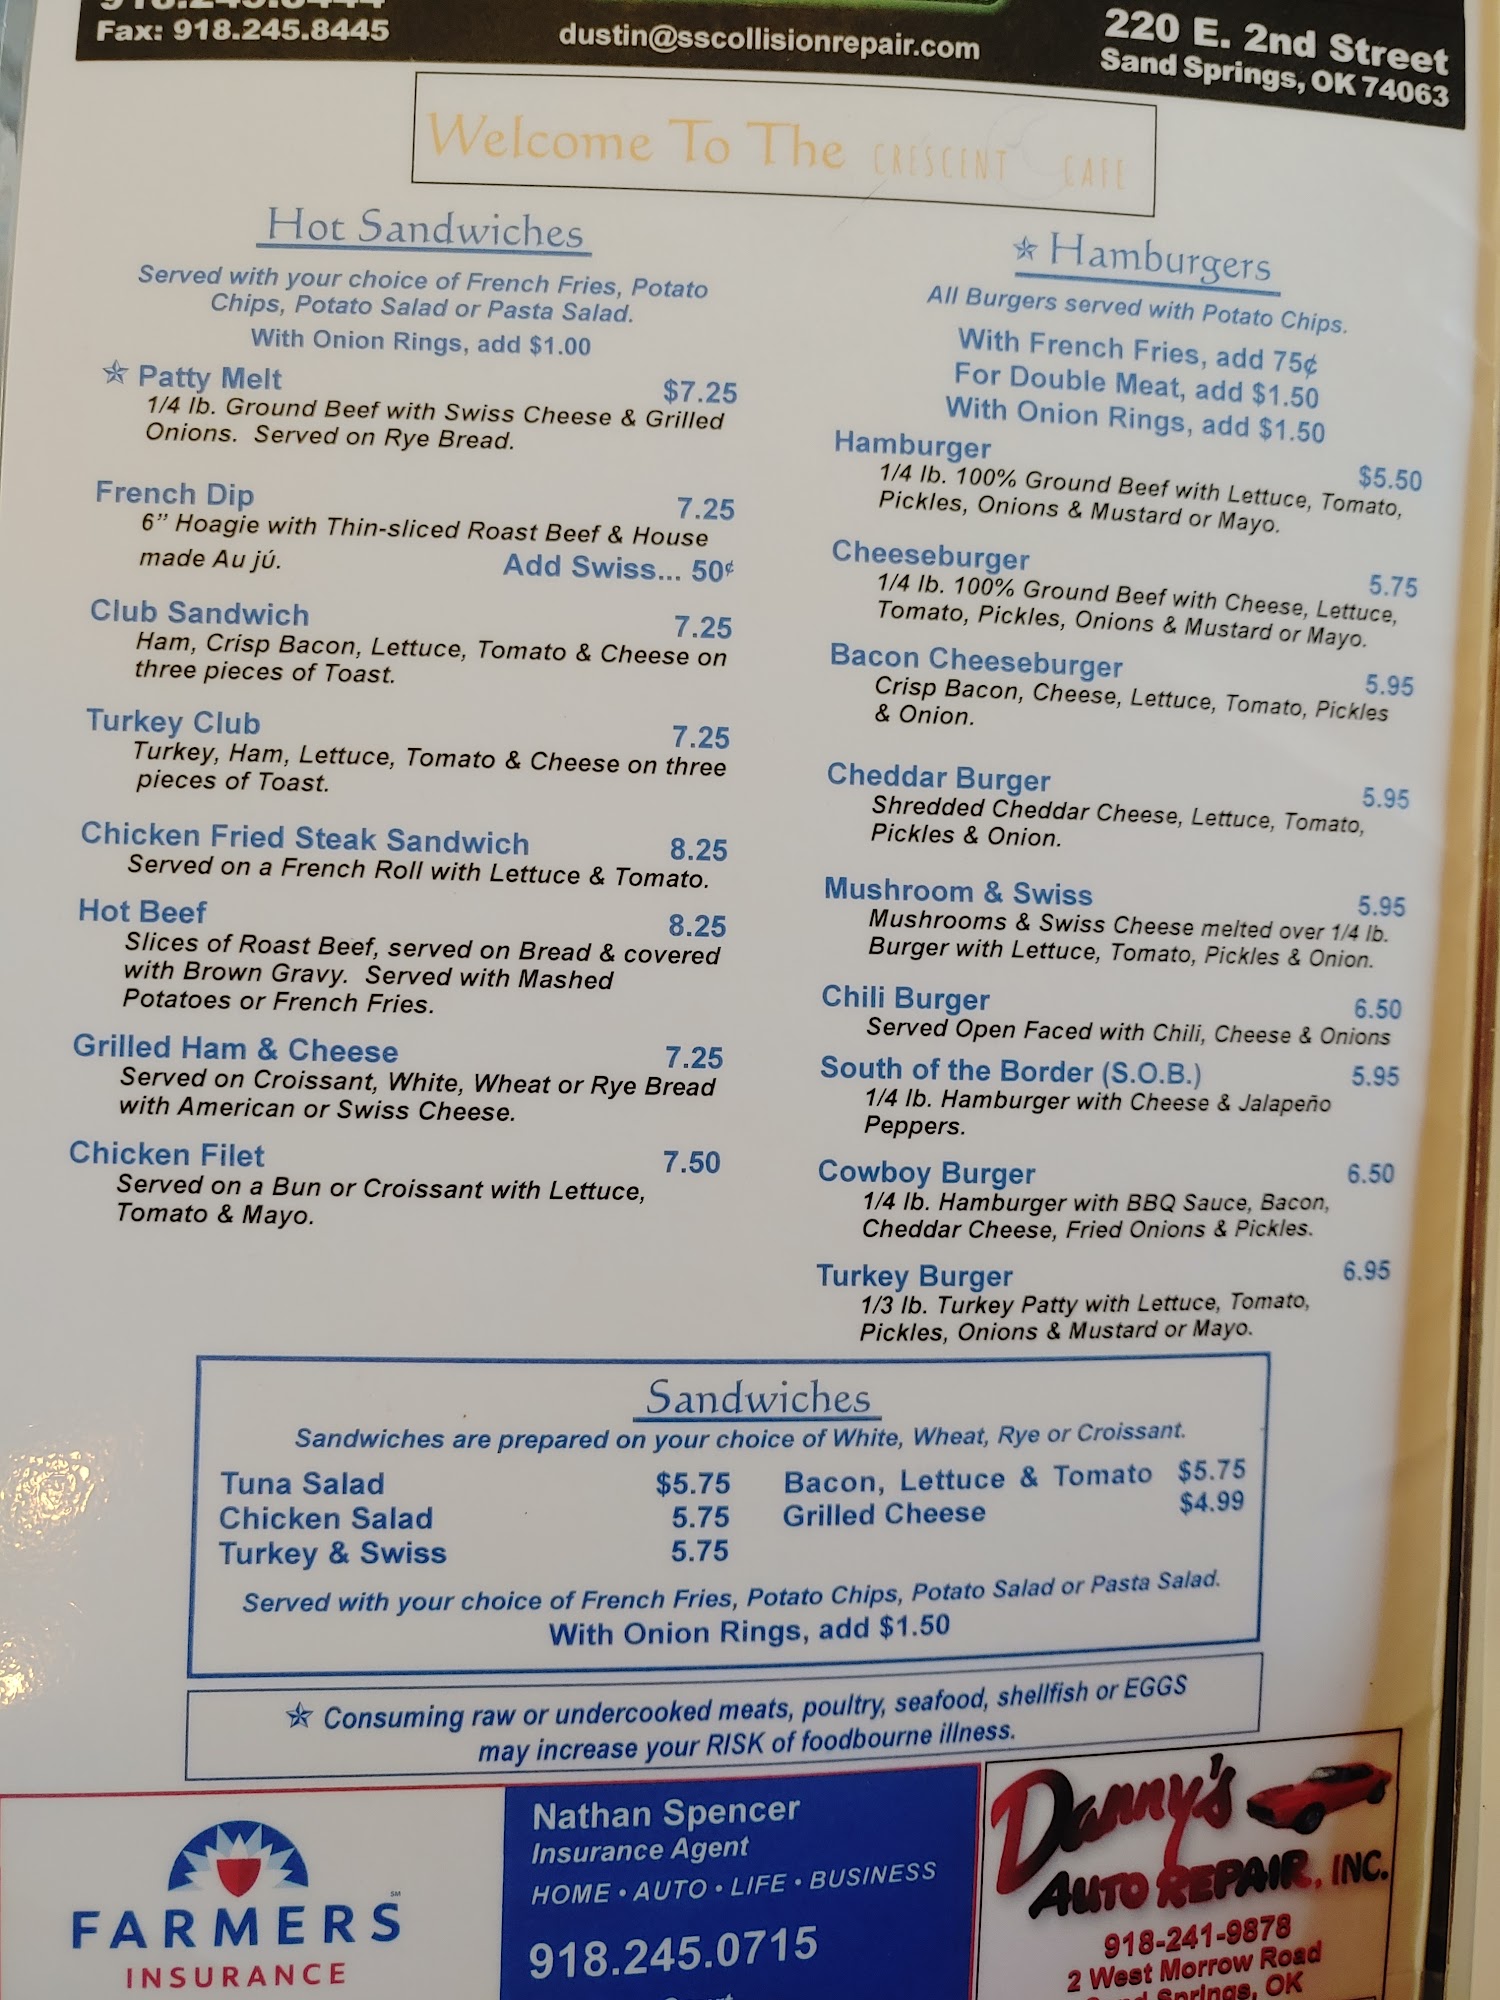 Fax: 918.245.8445
dustin@sscollisionrepair.com
220 E. 2nd Street
Sand Springs, OK 74063
Welcome To The CRESCENT CAFE
Hot Sandwiches
Served with your choice of French Fries, Potato
Chips, Potato Salad or Pasta Salad.
With Onion Rings, add $1.00
Patty Melt $7.25
1/4 lb. Ground Beef with Swiss Cheese & Grilled
Onions. Served on Rye Bread.
French Dip 7.25
6” Hoagie with Thin-sliced Roast Beef & House
made Au jú. Add Swiss... 50¢
Club Sandwich 7.25
Ham, Crisp Bacon, Lettuce, Tomato & Cheese on
three pieces of Toast.
Turkey Club 7.25
Turkey, Ham, Lettuce, Tomato & Cheese on three
pieces of Toast.
Chicken Fried Steak Sandwich 8.25
Served on a French Roll with Lettuce & Tomato.
Hot Beef 8.25
Slices of Roast Beef, served on Bread & covered
with Brown Gravy. Served with Mashed
Potatoes or French Fries.
Grilled Ham & Cheese 7.25
Served on Croissant, White, Wheat or Rye Bread
with American or Swiss Cheese.
Chicken Filet 7.50
Served on a Bun or Croissant with Lettuce,
Tomato & Mayo.
Hamburgers
All Burgers served with Potato Chips.
With French Fries, add 75¢
For Double Meat, add $1.50
With Onion Rings, add $1.50
Hamburger $5.50
1/4 lb. 100% Ground Beef with Lettuce, Tomato,
Pickles, Onions & Mustard or Mayo.
Cheeseburger 5.75
1/4 lb. 100% Ground Beef with Cheese, Lettuce,
Tomato, Pickles, Onions & Mustard or Mayo.
Bacon Cheeseburger 5.95
Crisp Bacon, Cheese, Lettuce, Tomato, Pickles
& Onion.
Cheddar Burger 5.95
Shredded Cheddar Cheese, Lettuce, Tomato,
Pickles & Onion.
Mushroom & Swiss 5.95
Mushrooms & Swiss Cheese melted over 1/4 lb.
Burger with Lettuce, Tomato, Pickles & Onion.
Chili Burger 6.50
Served Open Faced with Chili, Cheese & Onions
South of the Border (S.O.B.) 5.95
1/4 lb. Hamburger with Cheese & Jalapeño
Peppers.
Cowboy Burger 6.50
1/4 lb. Hamburger with BBQ Sauce, Bacon,
Cheddar Cheese, Fried Onions & Pickles.
Turkey Burger 6.95
1/3 lb. Turkey Patty with Lettuce, Tomato,
Pickles, Onions & Mustard or Mayo.
Sandwiches
Sandwiches are prepared on your choice of White, Wheat, Rye or Croissant.
Tuna Salad $5.75 Bacon, Lettuce & Tomato $5.75
Chicken Salad 5.75 Grilled Cheese $4.99
Turkey & Swiss 5.75
Served with your choice of French Fries, Potato Chips, Potato Salad or Pasta Salad.
With Onion Rings, add $1.50
Consuming raw or undercooked meats, poultry, seafood, shellfish or EGGS
may increase your RISK of foodbourne illness.
FARMERS
INSURANCE
Nathan Spencer
Insurance Agent
HOME • AUTO • LIFE • BUSINESS
918.245.0715
Danny's
AUTO REPAIR, INC.
918-241-9878
2 West Morrow Road
Springs, OK